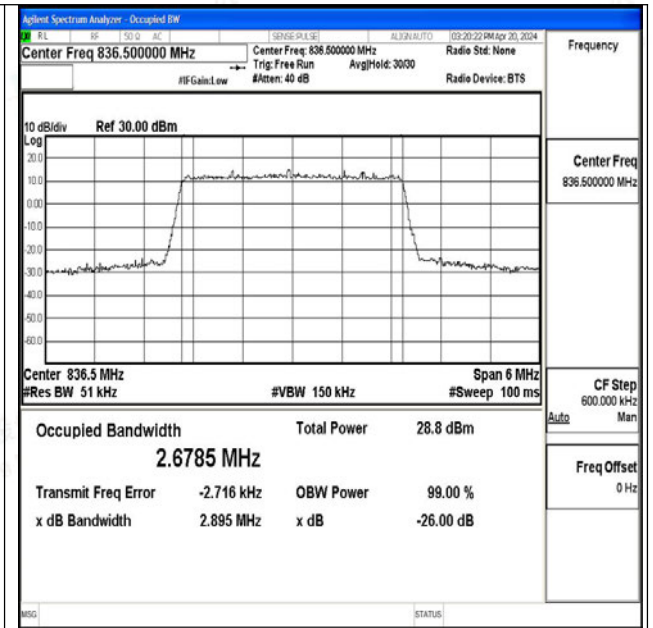 Agilent Spectrum Analyzer - Occupied BW
RL RF 50 Ω AC SENSE:PULSE ALIGN AUTO 03:20:22 PM Apr 20, 2024
Center Freq 836.500000 MHz
Center Freq: 836.500000 MHz
Radio Std: None
Trig: Free Run Avg|Hold: 30/30
#IFGain:Low #Atten: 40 dB Radio Device: BTS
10 dB/div Ref 30.00 dBm
Log
20.0
10.0
0.00
-10.0
-20.0
-30.0
-40.0
-50.0
-60.0
Center 836.5 MHz Span 6 MHz
#Res BW 51 kHz #VBW 150 kHz #Sweep 100 ms
Occupied Bandwidth Total Power 28.8 dBm
2.6785 MHz
Transmit Freq Error -2.716 kHz OBW Power 99.00 %
x dB Bandwidth 2.895 MHz x dB -26.00 dB
MSG STATUS
Frequency
Center Freq
836.500000 MHz
CF Step
600.000 kHz
Auto Man
Freq Offset
0 Hz